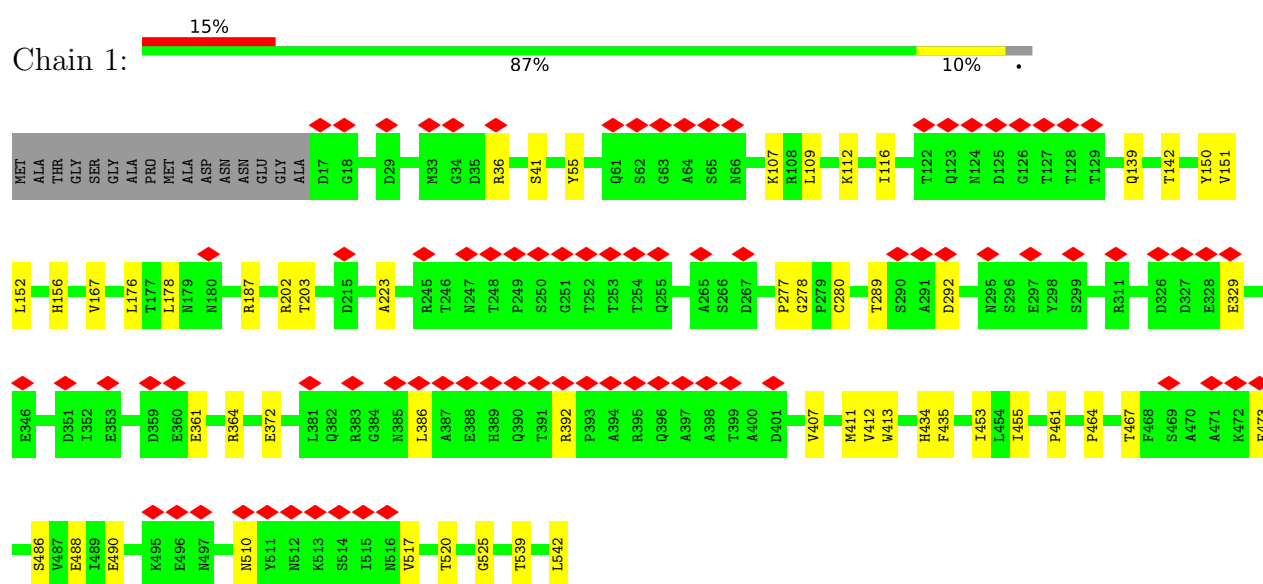 15%
Chain 1:
87% 10% •
MET ALA THR GLY SER GLY ALA PRO MET ALA ASP ASN ASN GLU GLY ALA D17 G18 D29 M33 G34 D35 R36 S41 Y55 Q61 S62 G63 A64 S65 N66 K107 R108 L109 K112 I116 T122 Q123 N124 D125 G126 T127 T128 T129 Q139 T142 Y150 V151
L152 H156 V167 L176 T177 L178 N179 N180 R187 R202 T203 D215 A223 R245 T246 N247 T248 P249 S250 G251 T252 T253 T254 Q255 A265 S266 D267 P277 G278 P279 C280 T289 S290 A291 D292 N295 S296 E297 Y298 S299 R311 D326 D327 E328 E329
E346 D351 I352 E353 D359 E360 E361 R364 E372 L381 Q382 R383 G384 N385 L386 A387 E388 H389 Q390 T391 R392 P393 A394 R395 Q396 A397 A398 T399 A400 D401 V407 M411 V412 W413 H434 F435 I453 L454 I455 P461 P464 T467 F468 S469 A470 A471 K472
S486 V487 E488 I489 E490 K495 E496 N497 N510 Y511 N512 K513 S514 I515 N516 V517 T520 G525 T539 L542